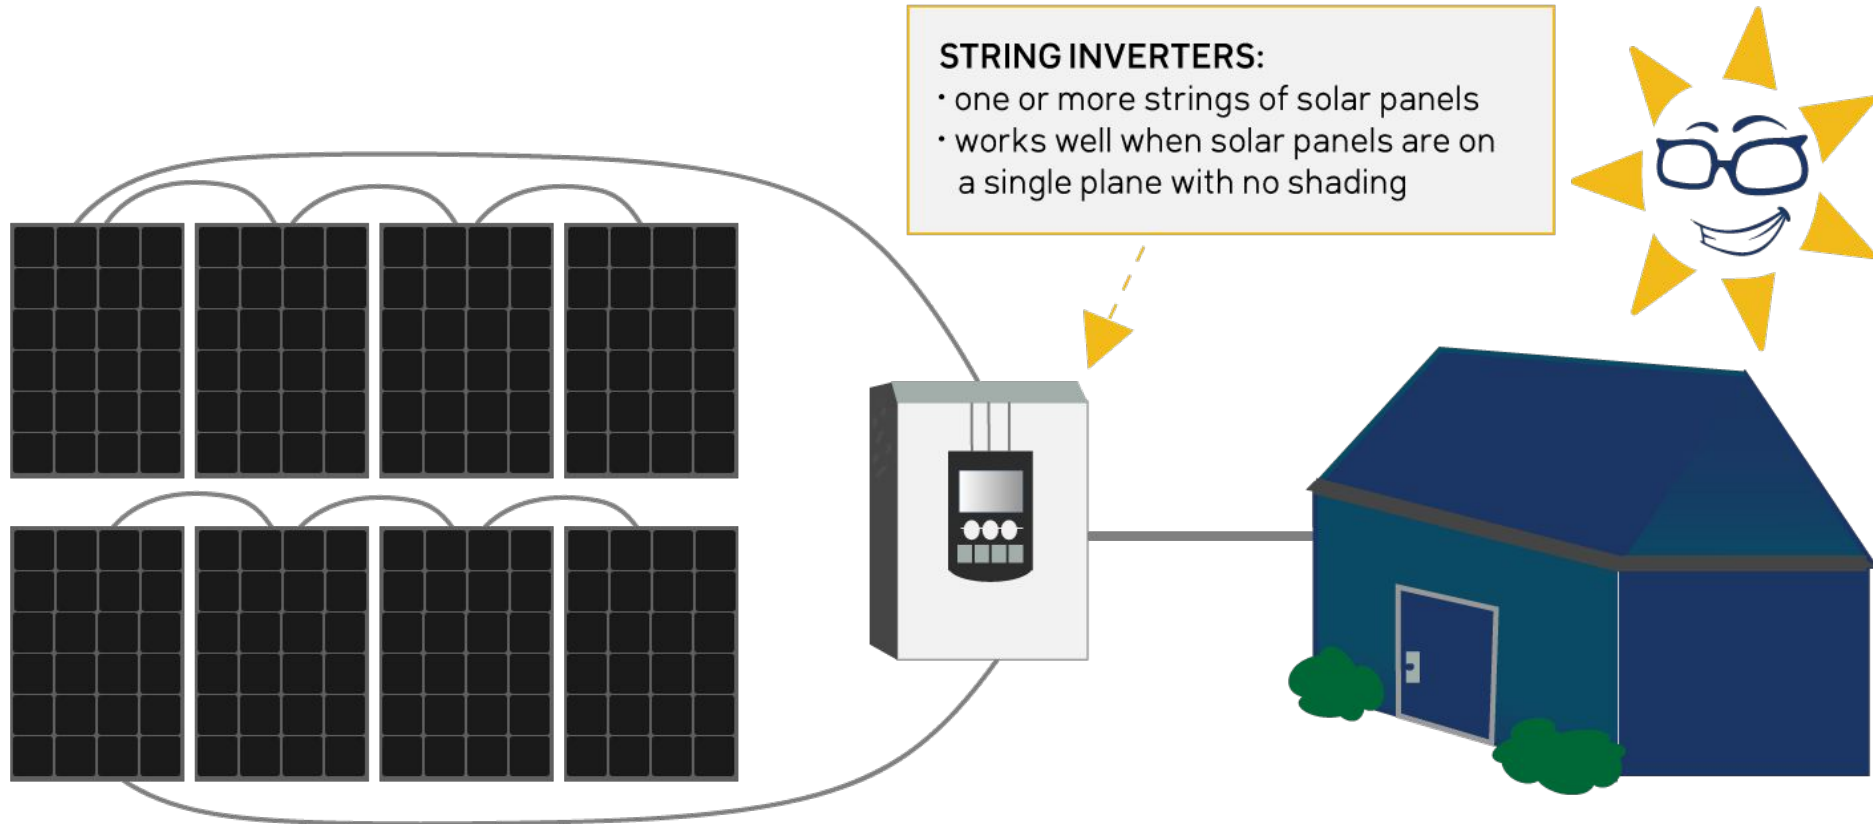 STRING INVERTERS:
· one or more strings of solar panels
· works well when solar panels are on
a single plane with no shading